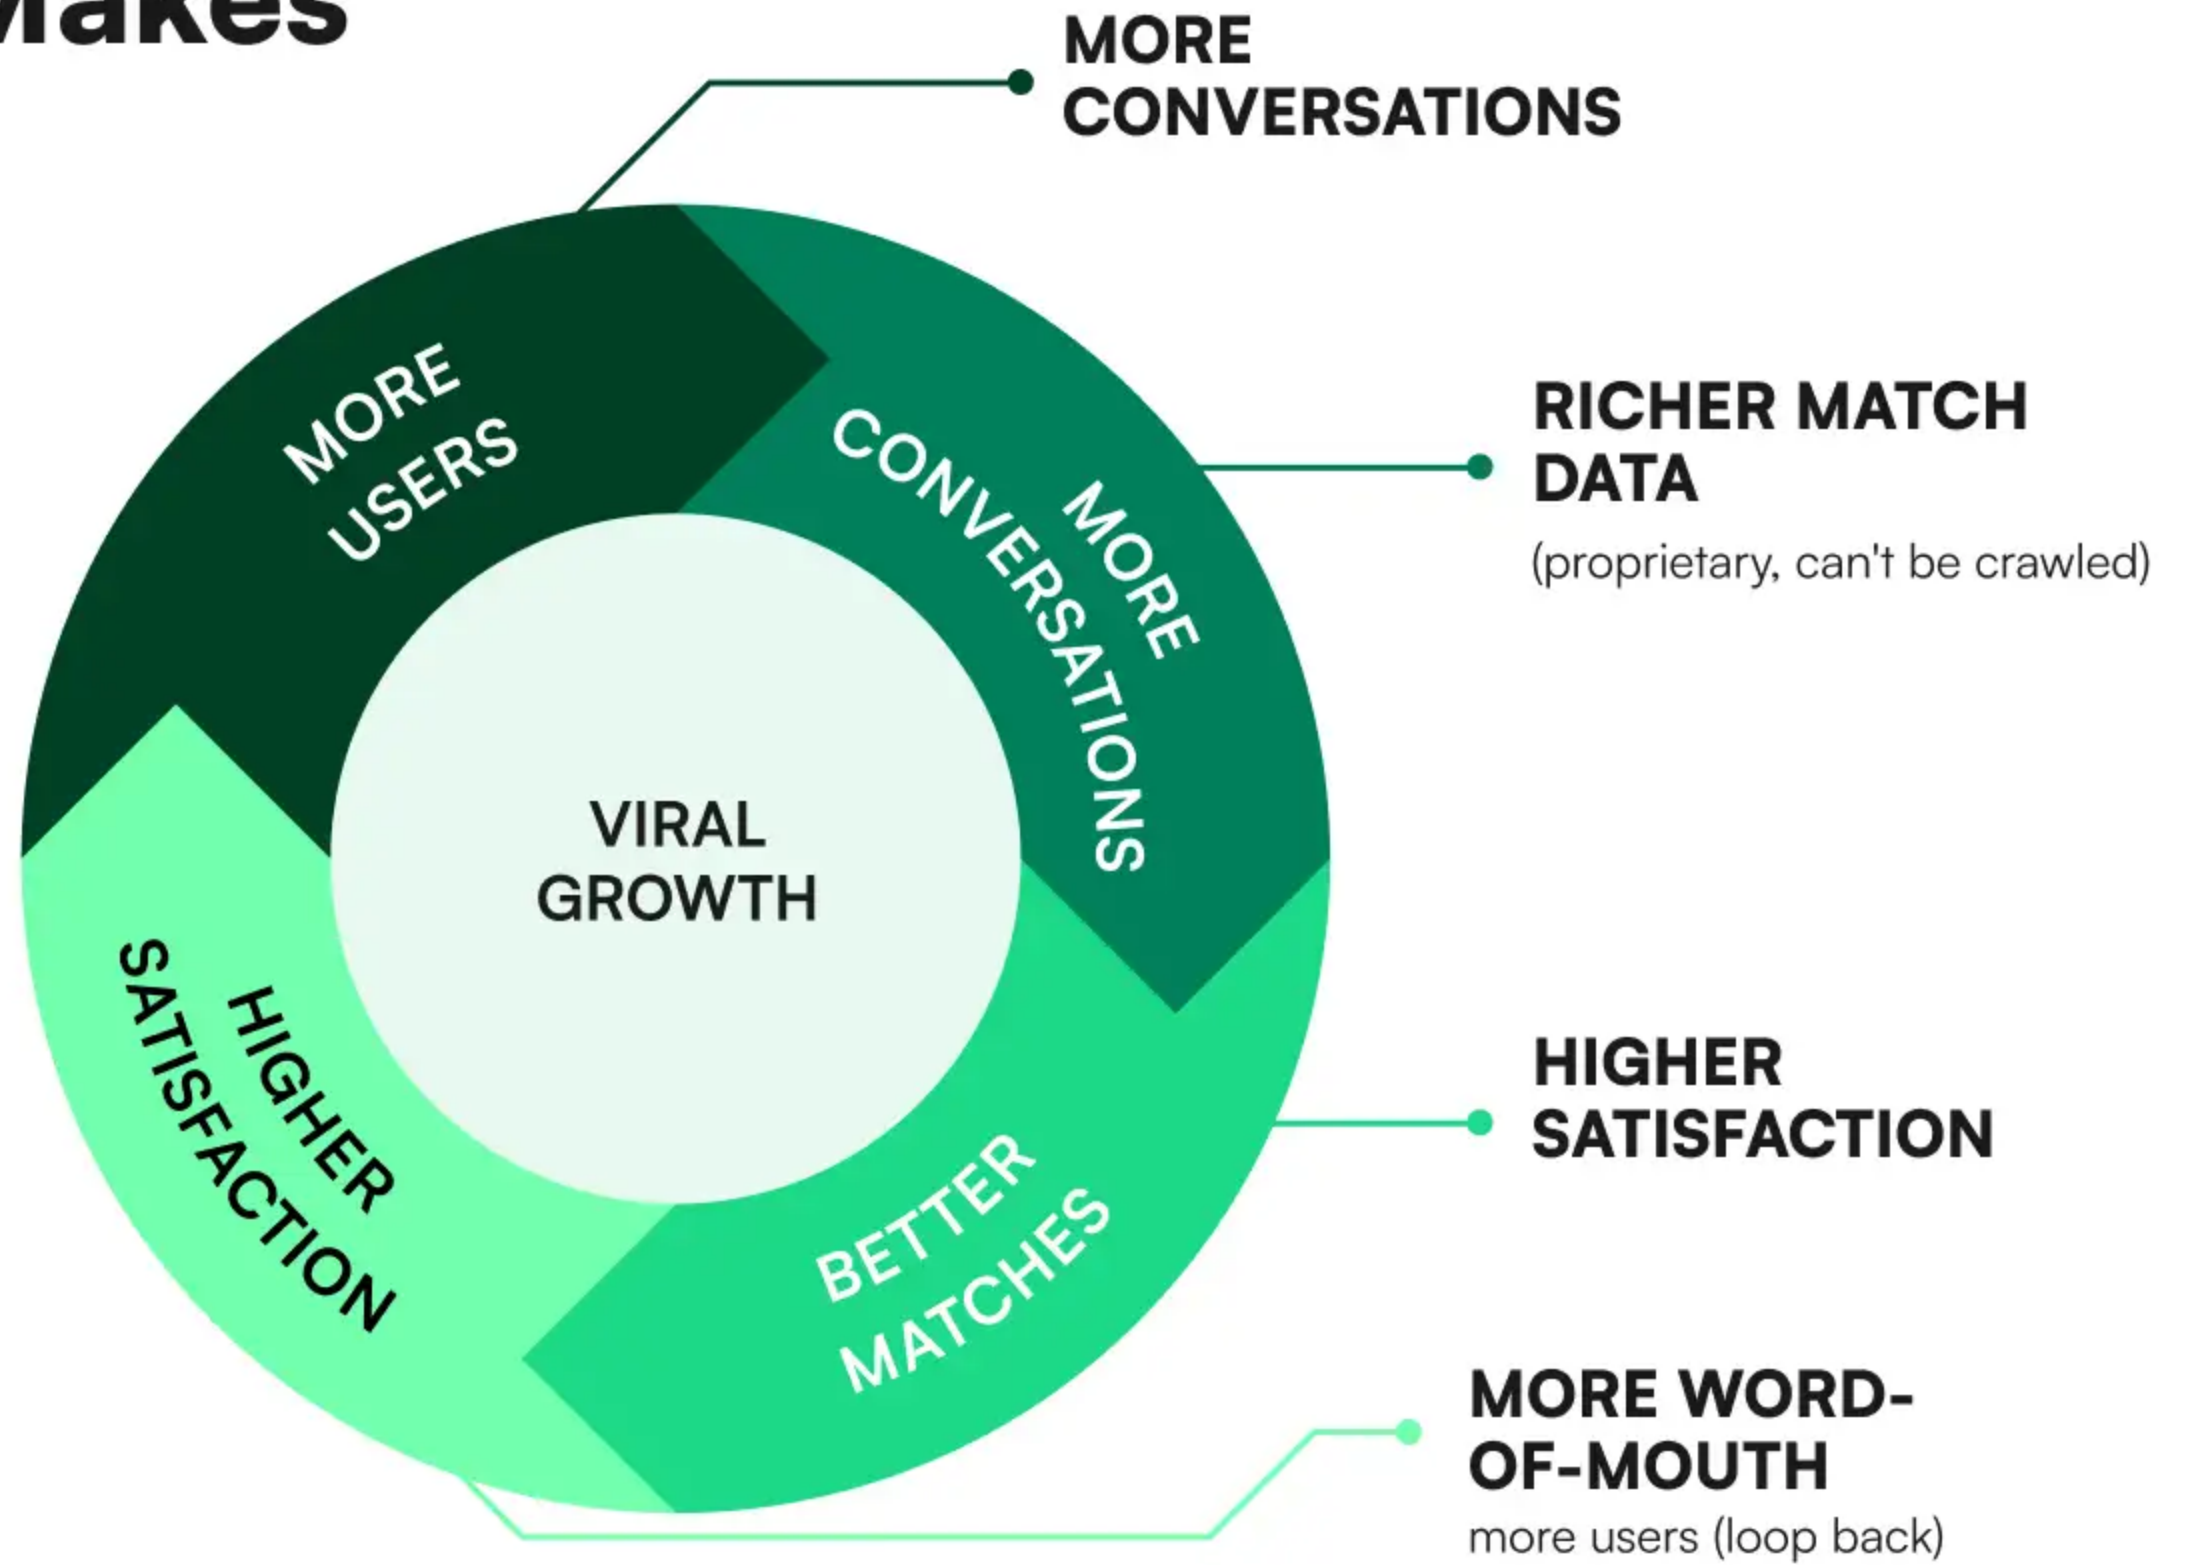 Makes
MORE
CONVERSATIONS
MORE
USERS
MORE
CONVERSATIONS
RICHER MATCH
DATA
(proprietary, can't be crawled)
VIRAL
GROWTH
HIGHER
SATISFACTION
BETTER
MATCHES
HIGHER
SATISFACTION
MORE WORD-
OF-MOUTH
more users (loop back)